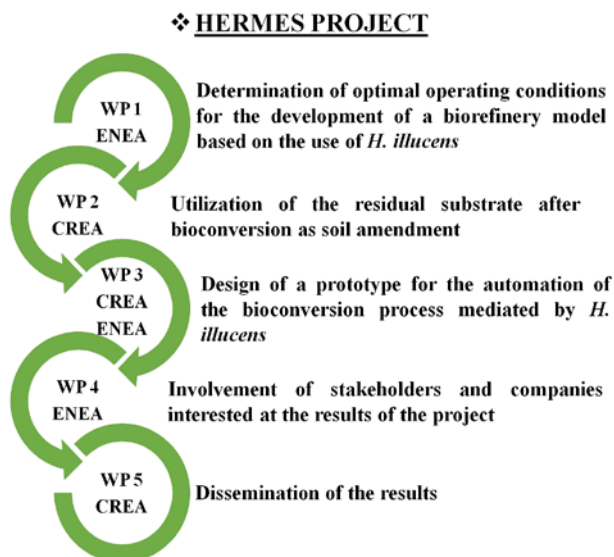 ❖ HERMES PROJECT
WP 1
ENEA
Determination of optimal operating conditions
for the development of a biorefinery model
based on the use of H. illucens
WP 2
CREA
Utilization of the residual substrate after
bioconversion as soil amendment
WP 3
CREA
ENEA
Design of a prototype for the automation of
the bioconversion process mediated by H.
illucens
WP 4
ENEA
Involvement of stakeholders and companies
interested at the results of the project
WP 5
CREA
Dissemination of the results